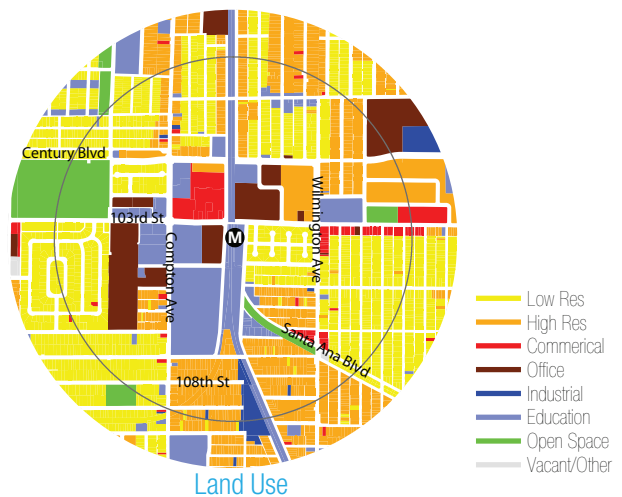 Century Blvd
103rd St
Compton Ave
M
Wilmington Ave
Santa Ana Blvd
108th St
Low Res
High Res
Commerical
Office
Industrial
Education
Open Space
Vacant/Other
Land Use